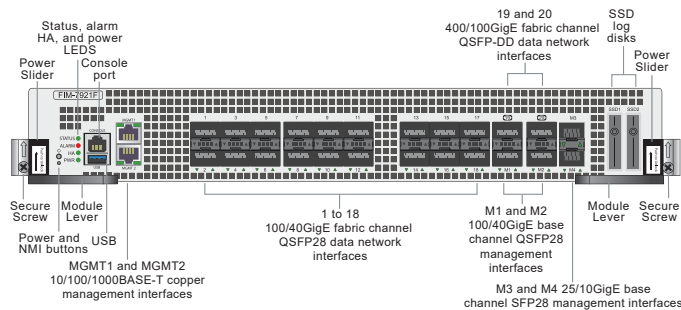 19 and 20
400/100GigE fabric channel
QSFP-DD data network
interfaces
SSD
log
disks
Status, alarm
HA, and power
LEDS
Power
Slider
Console
port
Power
Slider
FIM-7921F
SSD1 SSD2
MGMT1
1 3 5 7 9 11 13 15 17 M3
CONSOLE
STATUS
ALARM
HA
PWR
USB
MGMT 2
2 4 6 8 10 12 14 16 18 M1 M2 M4
Secure
Screw
Module
Lever
Power and
NMI buttons
USB
MGMT1 and MGMT2
10/100/1000BASE-T copper
management interfaces
1 to 18
100/40GigE fabric channel
QSFP28 data network
interfaces
M1 and M2
100/40GigE base
channel QSFP28
management
interfaces
Module
Lever
Secure
Screw
M3 and M4 25/10GigE base
channel SFP28 management interfaces